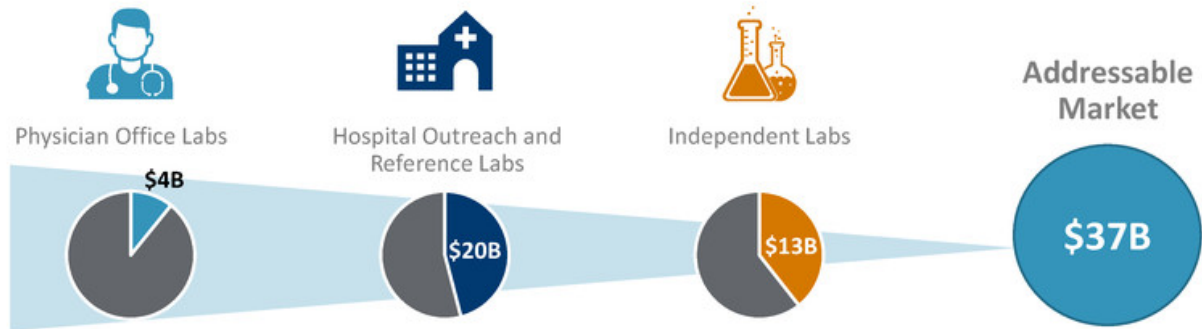 Physician Office Labs
$4B
Hospital Outreach and
Reference Labs
$20B
Independent Labs
$13B
Addressable
Market
$37B